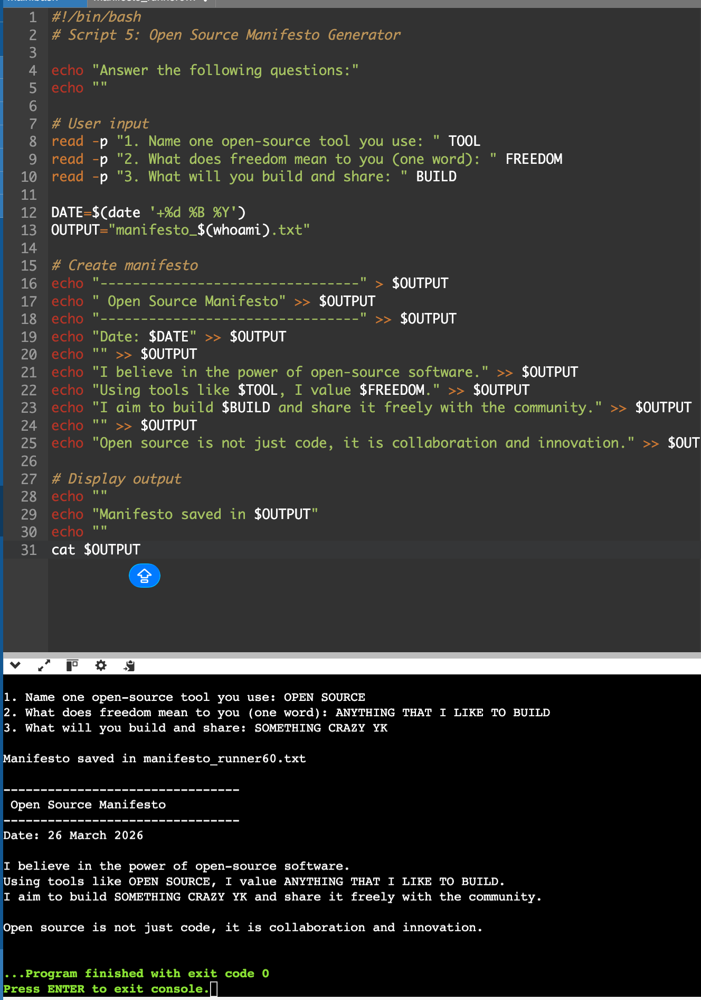 1 #!/bin/bash
2 # Script 5: Open Source Manifesto Generator
3
4 echo "Answer the following questions:"
5 echo ""
6
7 # User input
8 read -p "1. Name one open-source tool you use: " TOOL
9 read -p "2. What does freedom mean to you (one word): " FREEDOM
10 read -p "3. What will you build and share: " BUILD
11
12 DATE=$(date '+%d %B %Y')
13 OUTPUT="manifesto_$(whoami).txt"
14
15 # Create manifesto
16 echo "--------------------------------" > $OUTPUT
17 echo " Open Source Manifesto" >> $OUTPUT
18 echo "--------------------------------" >> $OUTPUT
19 echo "Date: $DATE" >> $OUTPUT
20 echo "" >> $OUTPUT
21 echo "I believe in the power of open-source software." >> $OUTPUT
22 echo "Using tools like $TOOL, I value $FREEDOM." >> $OUTPUT
23 echo "I aim to build $BUILD and share it freely with the community." >> $OUTPUT
24 echo "" >> $OUTPUT
25 echo "Open source is not just code, it is collaboration and innovation." >> $OUT
26
27 # Display output
28 echo ""
29 echo "Manifesto saved in $OUTPUT"
30 echo ""
31 cat $OUTPUT
1. Name one open-source tool you use: OPEN SOURCE
2. What does freedom mean to you (one word): ANYTHING THAT I LIKE TO BUILD
3. What will you build and share: SOMETHING CRAZY YK
Manifesto saved in manifesto_runner60.txt
--------------------------------
Open Source Manifesto
--------------------------------
Date: 26 March 2026
I believe in the power of open-source software.
Using tools like OPEN SOURCE, I value ANYTHING THAT I LIKE TO BUILD.
I aim to build SOMETHING CRAZY YK and share it freely with the community.
Open source is not just code, it is collaboration and innovation.
...Program finished with exit code 0
Press ENTER to exit console.